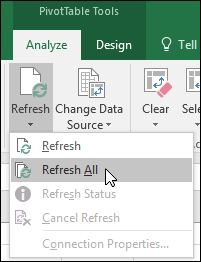 PivotTable Tools
Analyze Design Tell
Refresh Change Data Source Clear
Refresh
Refresh All
Refresh Status
Cancel Refresh
Connection Properties...